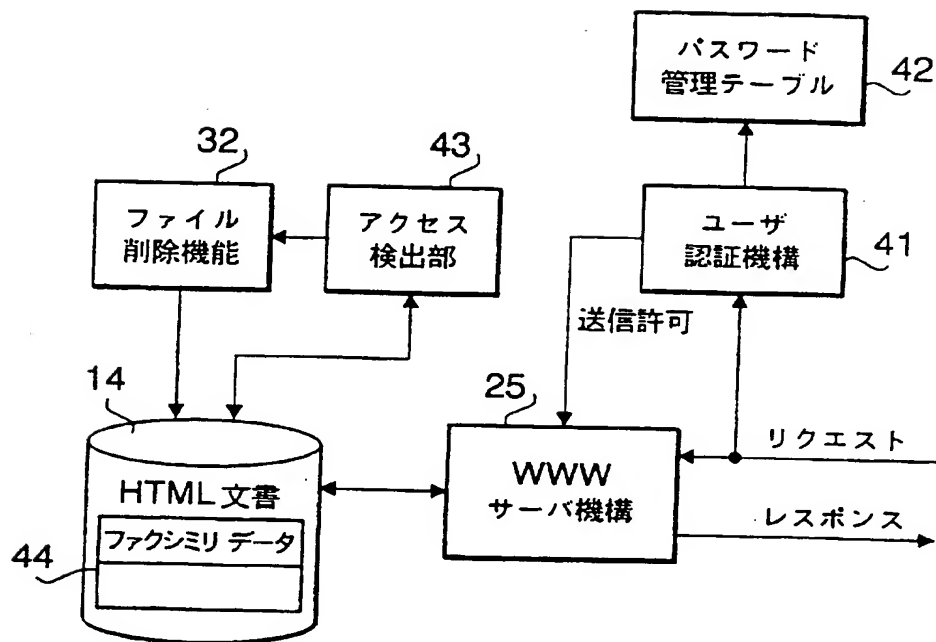 パスワード
管理テーブル
42
32
43
ファイル
削除機能
アクセス
検出部
ユーザ
認証機構
41
送信許可
14
25
リクエスト
HTML文書
WWW
サーバ機構
ファクシミリ データ
レスポンス
44